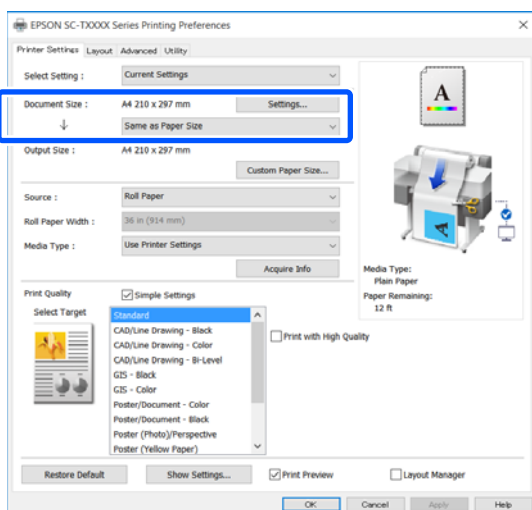 EPSON SC-TXXXX Series Printing Preferences
Printer Settings Layout Advanced Utility
Select Setting : Current Settings
Document Size : A4 210 x 297 mm Settings...
↓ Same as Paper Size
Output Size : A4 210 x 297 mm
Custom Paper Size...
Source : Roll Paper
Roll Paper Width : 36 in (914 mm)
Media Type : Use Printer Settings
Acquire Info
Print Quality Simple Settings
Select Target
Standard
CAD/Line Drawing - Black
CAD/Line Drawing - Color
CAD/Line Drawing - Bi-Level
GIS - Black
GIS - Color
Poster/Document - Color
Poster/Document - Black
Poster (Photo)/Perspective
Poster (Yellow Paper)
Print with High Quality
A
A
Media Type:
Plain Paper
Paper Remaining:
12 ft
Restore Default Show Settings... Print Preview Layout Manager
OK Cancel Apply Help